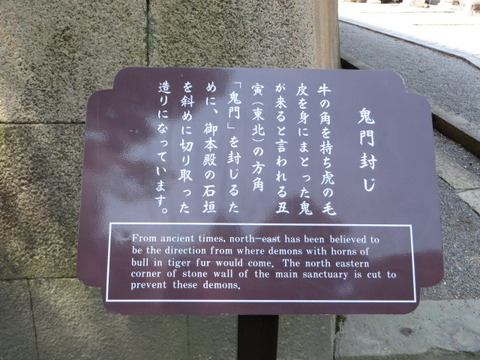 鬼門封じ
牛の角を持ち虎の毛
皮を身にまとった鬼
が来ると言われる丑
寅（東北）の方角
「鬼門」を封じるた
めに、御本殿の石垣
を斜めに切り取った
造りになっています。
From ancient times, north-east has been believed to
be the direction from where demons with horns of
bull in tiger fur would come. The north eastern
corner of stone wall of the main sanctuary is cut to
prevent these demons.